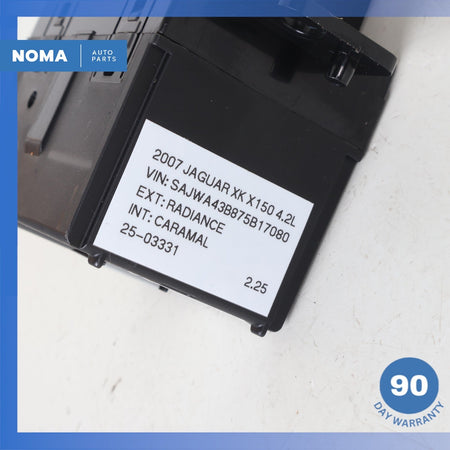 NOMA
AUTO
PARTS
2007 JAGUAR XK X150 4.2L
VIN: SAJWA43B875B17080
EXT: RADIANCE
INT: CARAMAL
25-03331
2.25
90
DAY WARRANTY